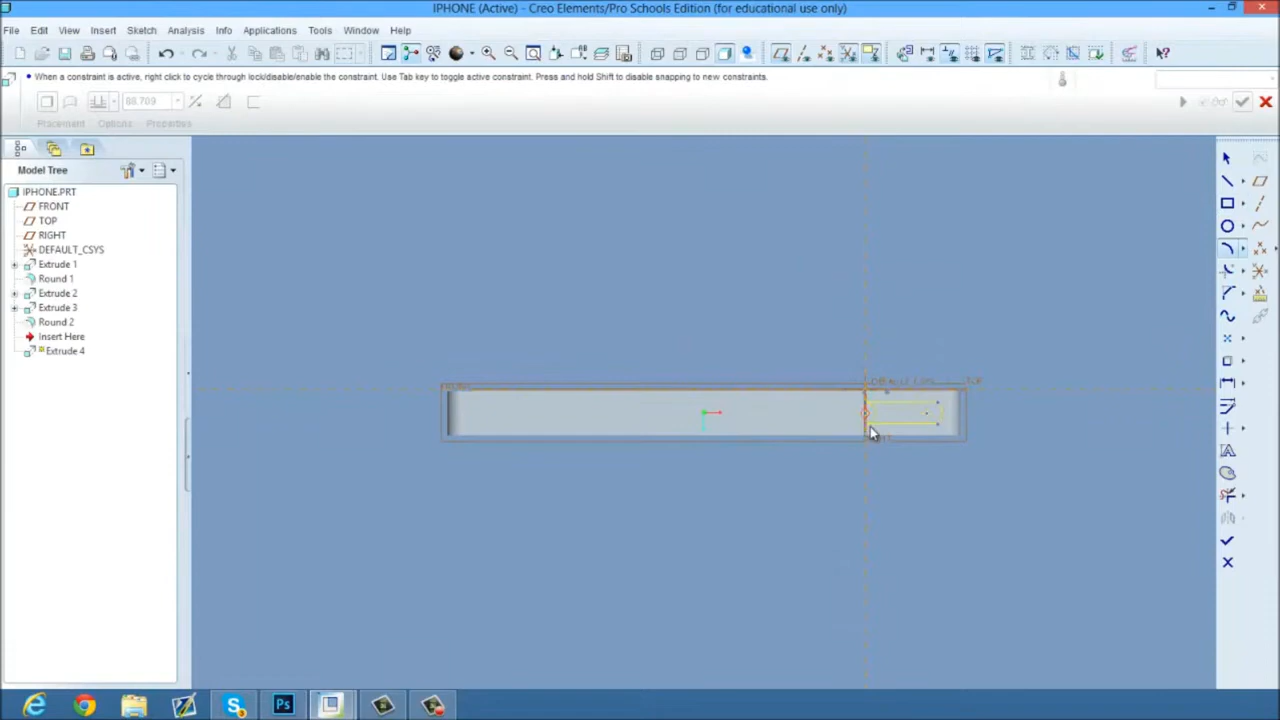 IPHONE (Active) - Creo Elements/Pro Schools Edition (for educational use only)
File Edit View Insert Sketch Analysis Info Applications Tools Window Help
When a constraint is active, right click to cycle through lock/disable/enable the constraint. Use Tab key to toggle active constraint. Press and hold Shift to disable snapping to new constraints.
88.709
Placement Options Properties
Model Tree
IPHONE.PRT
FRONT
TOP
RIGHT
DEFAULT_CSYS
Extrude 1
Round 1
Extrude 2
Extrude 3
Round 2
Insert Here
Extrude 4